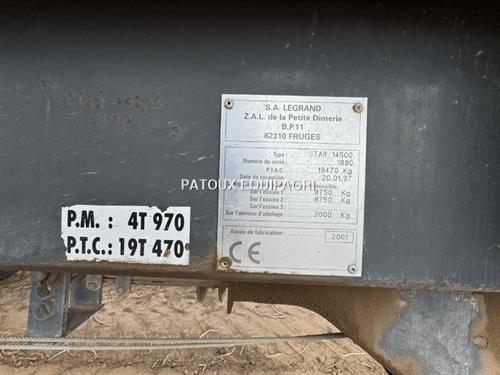 S.A. LEGRAND
Z.A.L. de la Petite Dimerie
B.P.11
62310 FRUGES
Type : STAR 14500
Numéro de série : 1880
P.T.A.C. : 19470 Kg
Date de réception : 20.01.97
PATOUX EQUIPAGRI
Sur l'essieu 1 8750 Kg
Sur l'essieu 2 8750 Kg
Sur l'essieu 3
Sur l'anneau d'attelage : 3000 Kg
Année de fabrication : 2001
CE
P.M. : 4T 970
P.T.C.: 19T 470